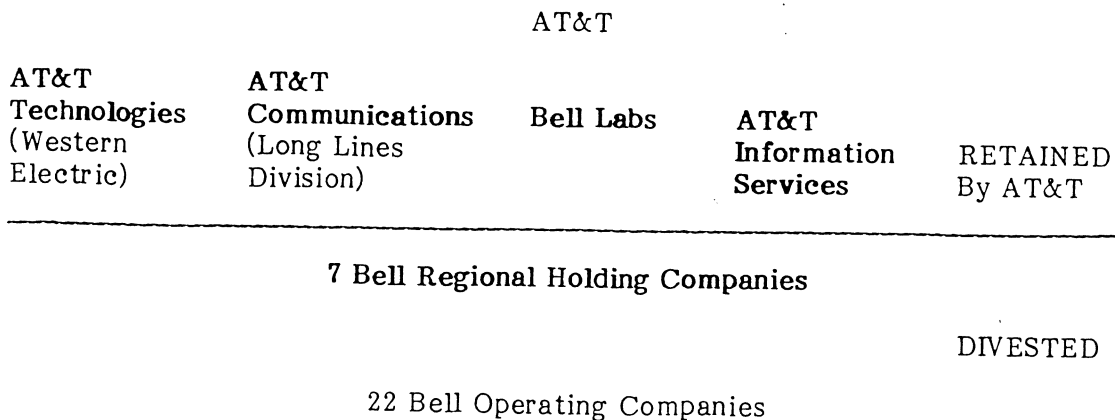 AT&T
AT&T
Technologies
(Western
Electric)
AT&T
Communications
(Long Lines
Division)
Bell Labs
AT&T
Information
Services
RETAINED
By AT&T
7 Bell Regional Holding Companies
DIVESTED
22 Bell Operating Companies